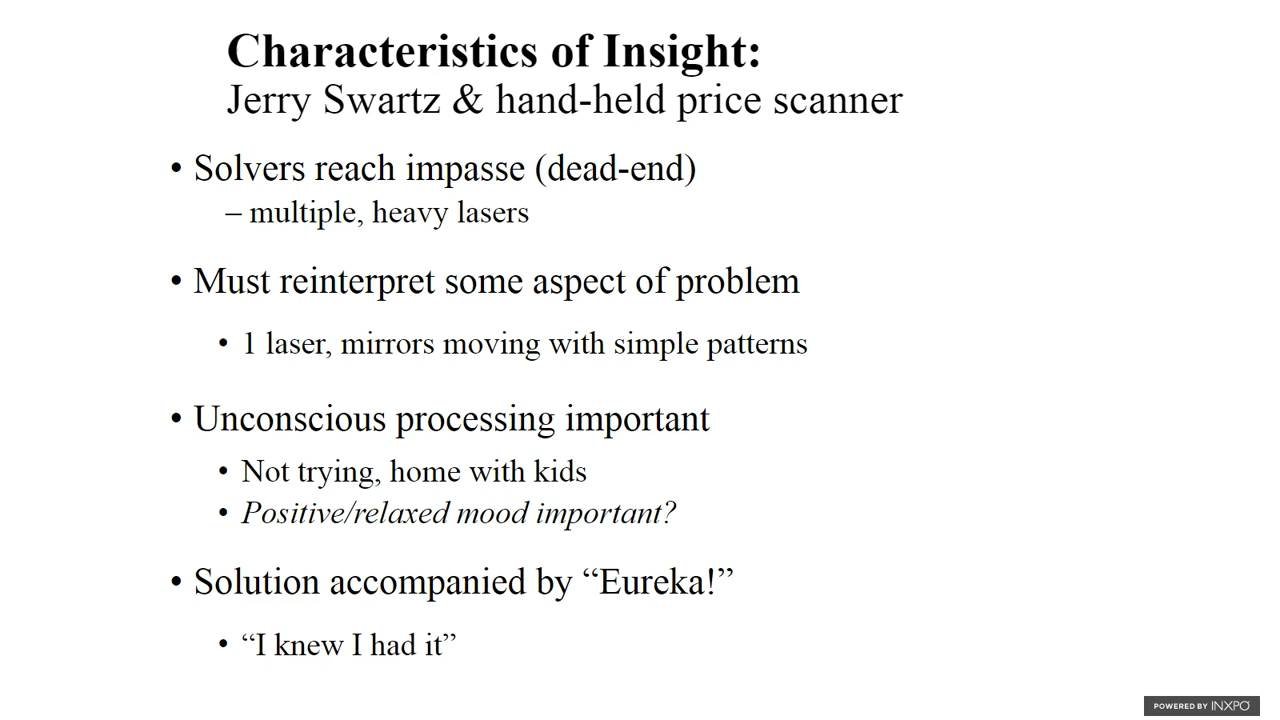 Characteristics of Insight:
Jerry Swartz & hand-held price scanner
• Solvers reach impasse (dead-end)
– multiple, heavy lasers
• Must reinterpret some aspect of problem
• 1 laser, mirrors moving with simple patterns
• Unconscious processing important
• Not trying, home with kids
• Positive/relaxed mood important?
• Solution accompanied by “Eureka!”
• “I knew I had it”
POWERED BY INXPO